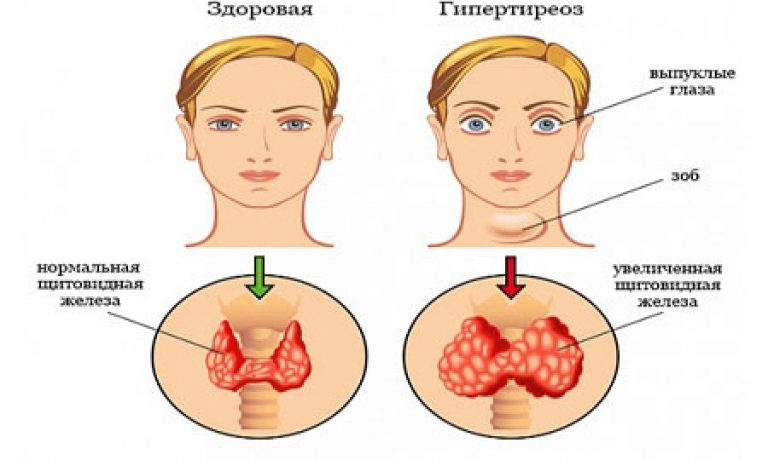 Здоровая
Гипертиреоз
выпуклые
глаза
зоб
нормальная
щитовидная
железа
увеличенная
щитовидная
железа